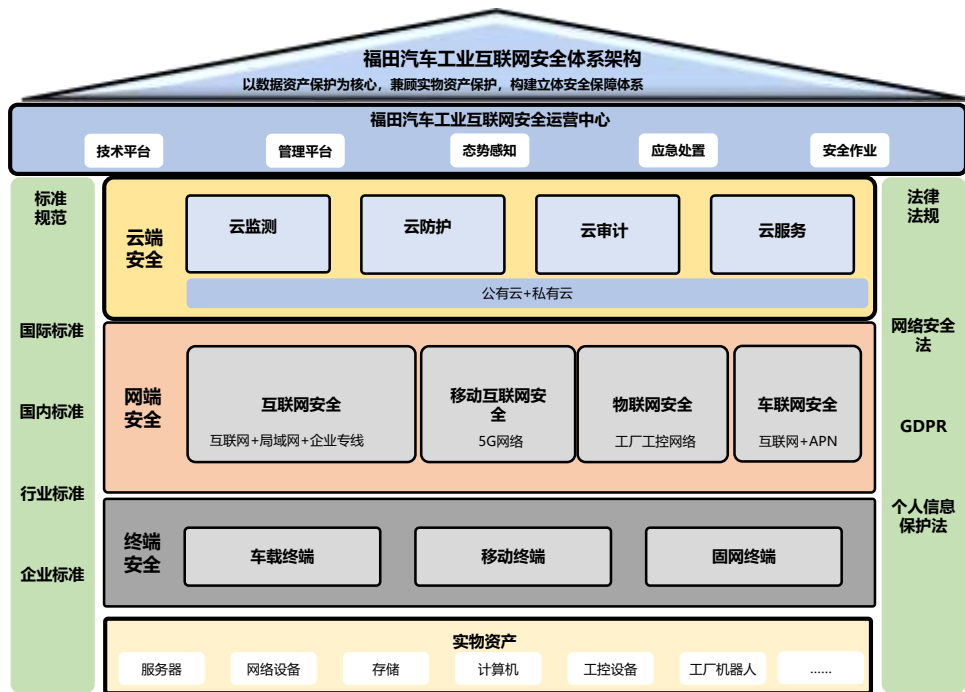 福田汽车工业互联网安全体系架构
以数据资产保护为核心，兼顾实物资产保护，构建立体安全保障体系
福田汽车工业互联网安全运营中心
技术平台
管理平台
态势感知
应急处置
安全作业
标准
规范
国际标准
国内标准
行业标准
企业标准
云端
安全
云监测
云防护
云审计
云服务
公有云+私有云
网端
安全
互联网安全
互联网+局域网+企业专线
移动互联网安
全
5G网络
物联网安全
工厂工控网络
车联网安全
互联网+APN
终端
安全
车载终端
移动终端
固网终端
实物资产
服务器
网络设备
存储
计算机
工控设备
工厂机器人
......
法律
法规
网络安全
法
GDPR
个人信息
保护法